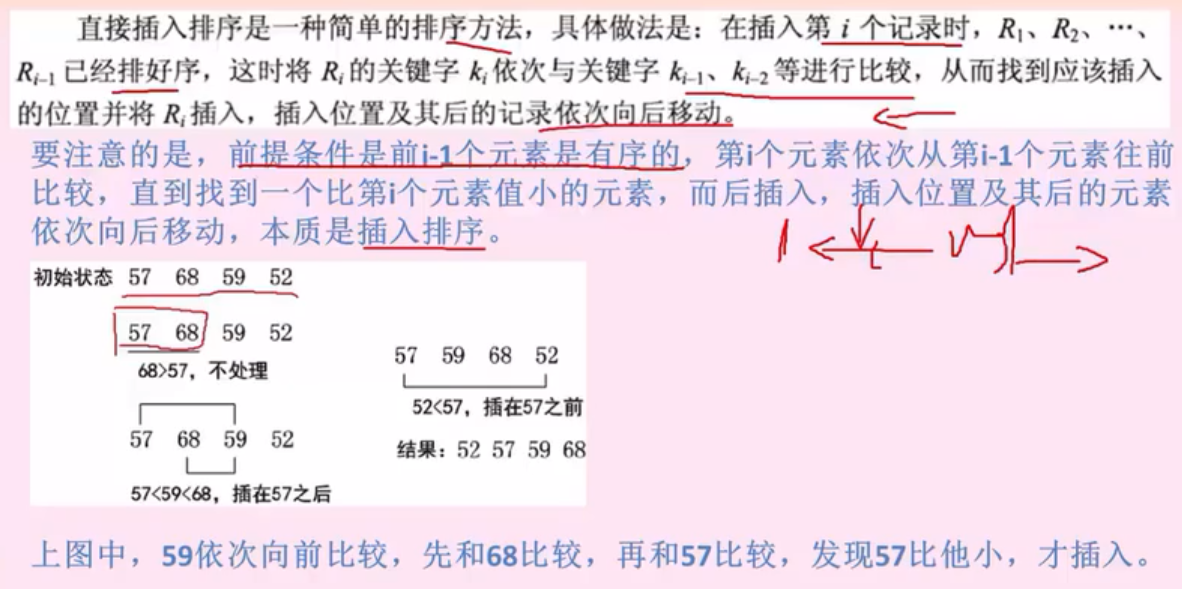 直接插入排序是一种简单的排序方法，具体做法是：在插入第 i 个记录时，R₁、R₂、…、
Rᵢ₋₁ 已经排好序，这时将 Rᵢ 的关键字 kᵢ 依次与关键字 kᵢ₋₁、kᵢ₋₂ 等进行比较，从而找到应该插入
的位置并将 Rᵢ 插入，插入位置及其后的记录依次向后移动。
要注意的是，前提条件是前i-1个元素是有序的，第i个元素依次从第i-1个元素往前
比较，直到找到一个比第i个元素值小的元素，而后插入，插入位置及其后的元素
依次向后移动，本质是插入排序。
初始状态 57 68 59 52
57 68 59 52
68>57，不处理
57 68 59 52
57<59<68，插在57之后
57 59 68 52
52<57，插在57之前
结果：52 57 59 68
上图中，59依次向前比较，先和68比较，再和57比较，发现57比他小，才插入。